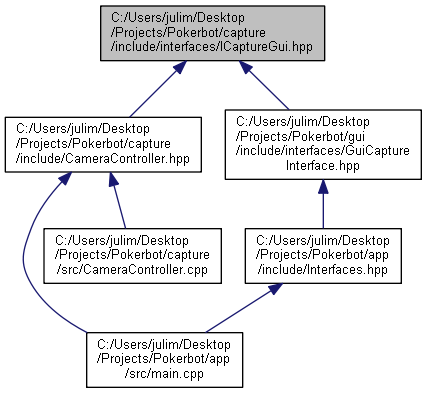 C:/Users/julim/Desktop
/Projects/Pokerbot/capture
/include/interfaces/ICaptureGui.hpp
C:/Users/julim/Desktop
/Projects/Pokerbot/capture
/include/CameraController.hpp
C:/Users/julim/Desktop
/Projects/Pokerbot/gui
/include/interfaces/GuiCapture
Interface.hpp
C:/Users/julim/Desktop
/Projects/Pokerbot/capture
/src/CameraController.cpp
C:/Users/julim/Desktop
/Projects/Pokerbot/app
/include/Interfaces.hpp
C:/Users/julim/Desktop
/Projects/Pokerbot/app
/src/main.cpp